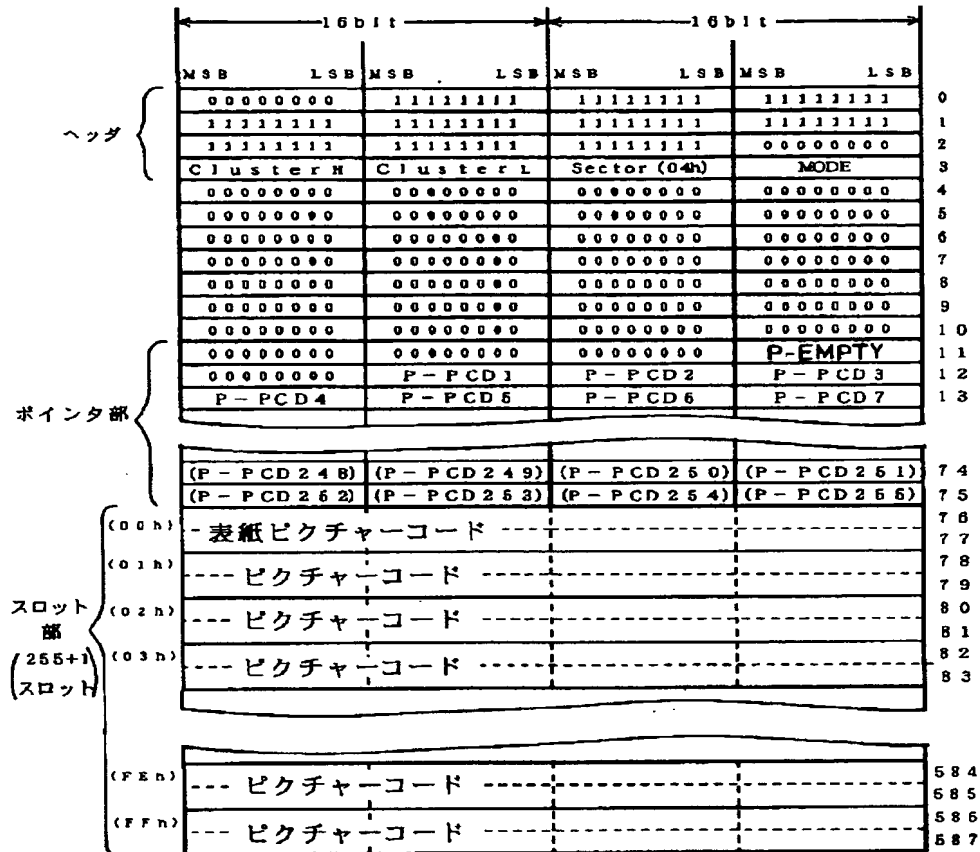 16bit 16bit
MSB LSB MSB LSB MSB LSB MSB LSB
ヘッダ
00000000 11111111 11111111 11111111 0
11111111 11111111 11111111 11111111 1
11111111 11111111 11111111 00000000 2
ClusterH ClusterL Sector(04h) MODE 3
00000000 00000000 00000000 00000000 4
00000000 00000000 00000000 00000000 5
00000000 00000000 00000000 00000000 6
00000000 00000000 00000000 00000000 7
00000000 00000000 00000000 00000000 8
00000000 00000000 00000000 00000000 9
00000000 00000000 00000000 00000000 10
ポインタ部
00000000 00000000 00000000 P-EMPTY 11
00000000 P-PCD1 P-PCD2 P-PCD3 12
P-PCD4 P-PCD5 P-PCD6 P-PCD7 13
(P-PCD248) (P-PCD249) (P-PCD250) (P-PCD251) 74
(P-PCD252) (P-PCD253) (P-PCD254) (P-PCD255) 75
スロット
部
(255+1
スロット)
(00h) 表紙ピクチャーコード 76
77
(01h) ピクチャーコード 78
79
(02h) ピクチャーコード 80
81
(03h) ピクチャーコード 82
83
(FEh) ピクチャーコード 584
585
(FFh) ピクチャーコード 586
587